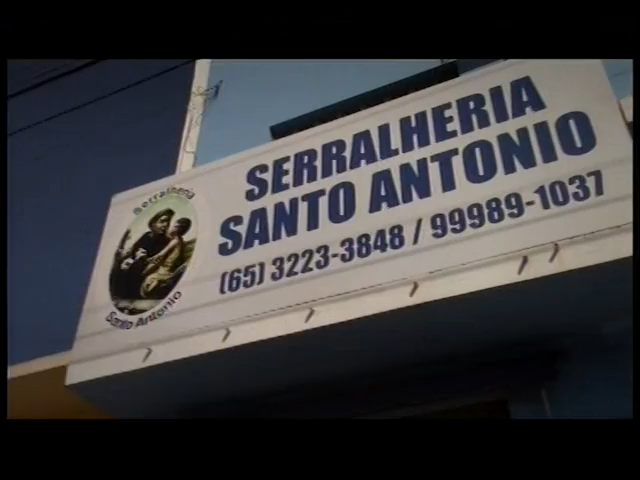 SERRALHERIA
SANTO ANTONIO
(65) 3223-3848 / 99989-1037
Serralheria
Santo Antonio